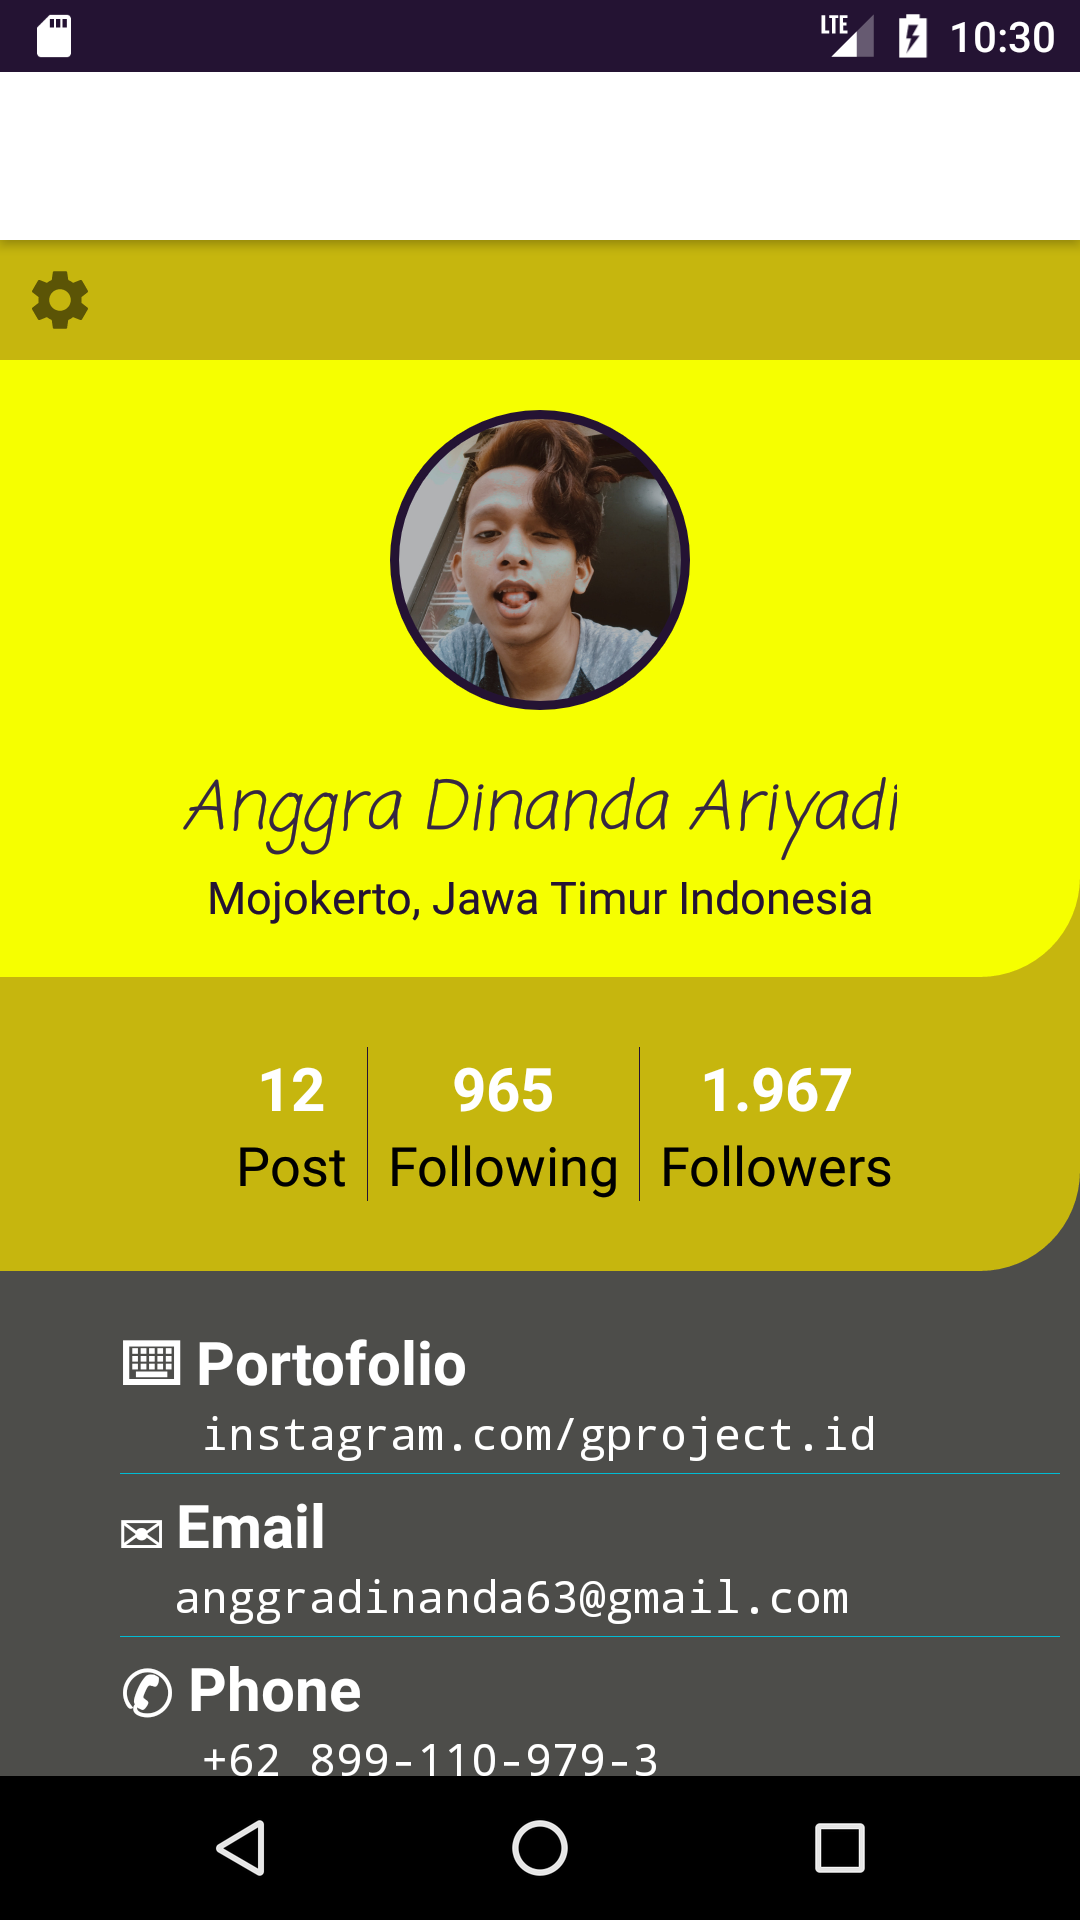 LTE 10:30
Anggra Dinanda Ariyadi
Mojokerto, Jawa Timur Indonesia
12 965 1.967
Post Following Followers
⌨ Portofolio
instagram.com/gproject.id
✉ Email
anggradinanda63@gmail.com
✆ Phone
+62 899-110-979-3